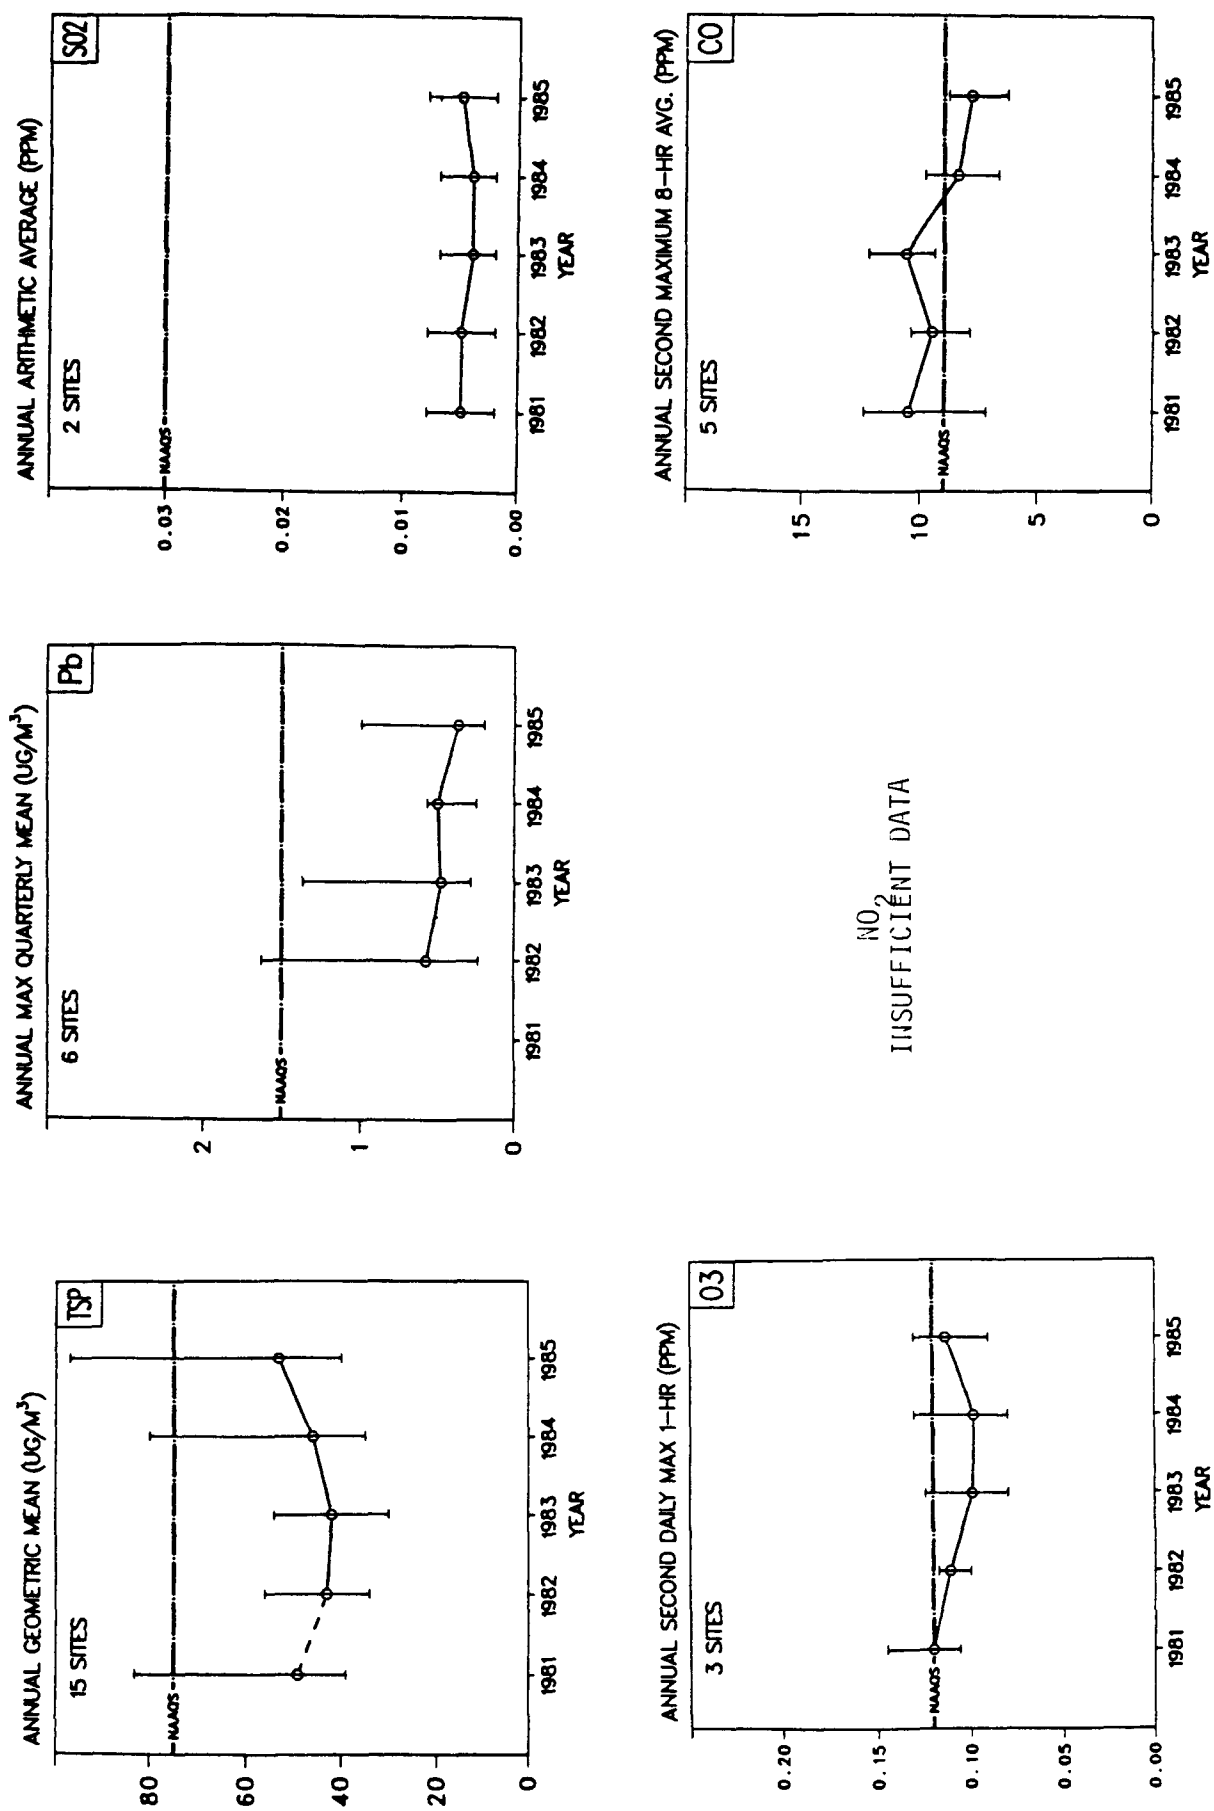 ANNUAL GEOMETRIC MEAN (UG/M³)
TSP
15 SITES
NAAQS
80
60
40
20
0
1981 1982 1983 1984 1985
YEAR
ANNUAL MAX QUARTERLY MEAN (UG/M³)
Pb
6 SITES
NAAQS
2
1
0
1981 1982 1983 1984 1985
YEAR
ANNUAL ARITHMETIC AVERAGE (PPM)
SO2
2 SITES
NAAQS
0.03
0.02
0.01
0.00
1981 1982 1983 1984 1985
YEAR
ANNUAL SECOND DAILY MAX 1-HR (PPM)
O3
3 SITES
NAAQS
0.20
0.15
0.10
0.05
0.00
1981 1982 1983 1984 1985
YEAR
NO₂
INSUFFICIENT DATA
ANNUAL SECOND MAXIMUM 8-HR AVG. (PPM)
CO
5 SITES
NAAQS
15
10
5
0
1981 1982 1983 1984 1985
YEAR